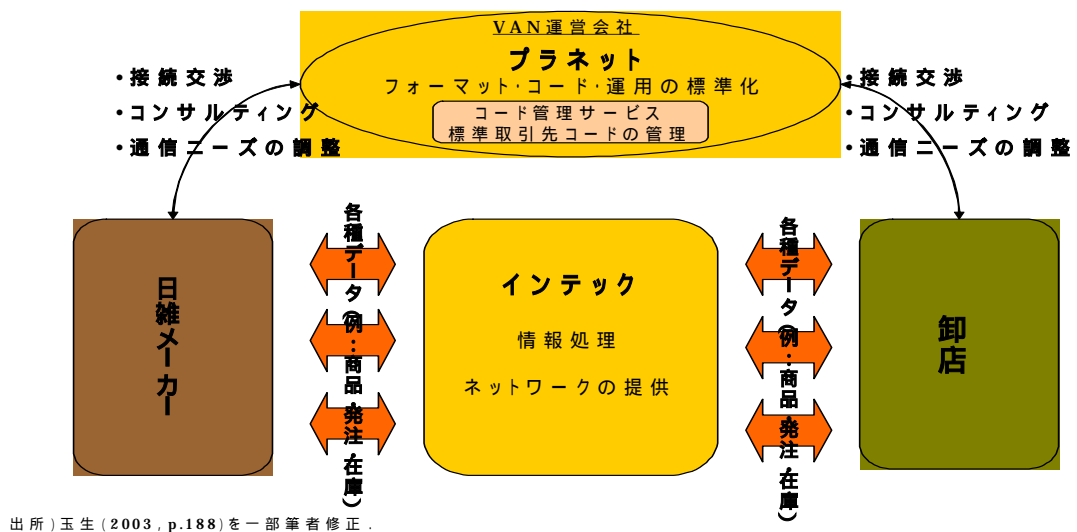 VAN運営会社
プラネット
フォーマット・コード・運用の標準化
コード管理サービス
標準取引先コードの管理
・接続交渉
・コンサルティング
・通信ニーズの調整
・接続交渉
・コンサルティング
・通信ニーズの調整
日雑メーカー
各種データ(例:商品,発注,在庫)
インテック
情報処理
ネットワークの提供
各種データ(例:商品,発注,在庫)
卸店
出所)玉生(2003, p.188)を一部筆者修正.